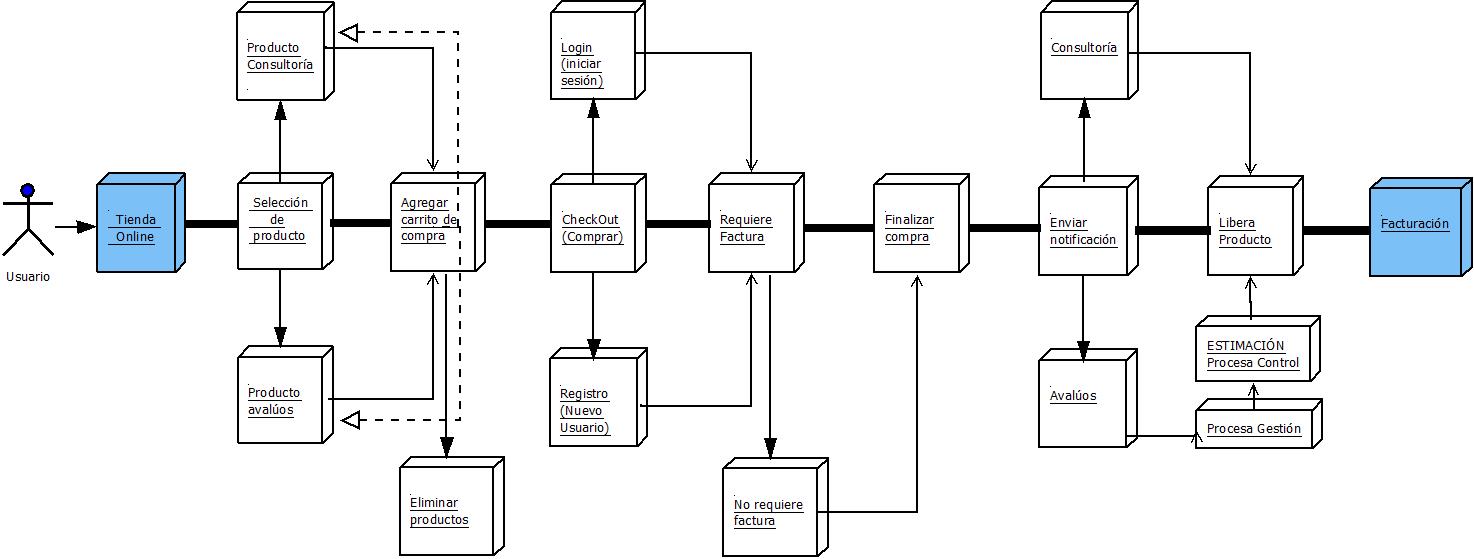 Producto
Consultoría
Login
(iniciar
sesión)
Consultoría
Usuario
Tienda
Online
Selección
de
producto
Agregar
carrito de
compra
CheckOut
(Comprar)
Requiere
Factura
Finalizar
compra
Enviar
notificación
Libera
Producto
Facturación
Producto
avalúos
Registro
(Nuevo
Usuario)
Avalúos
ESTIMACIÓN
Procesa Control
Procesa Gestión
Eliminar
productos
No requiere
factura